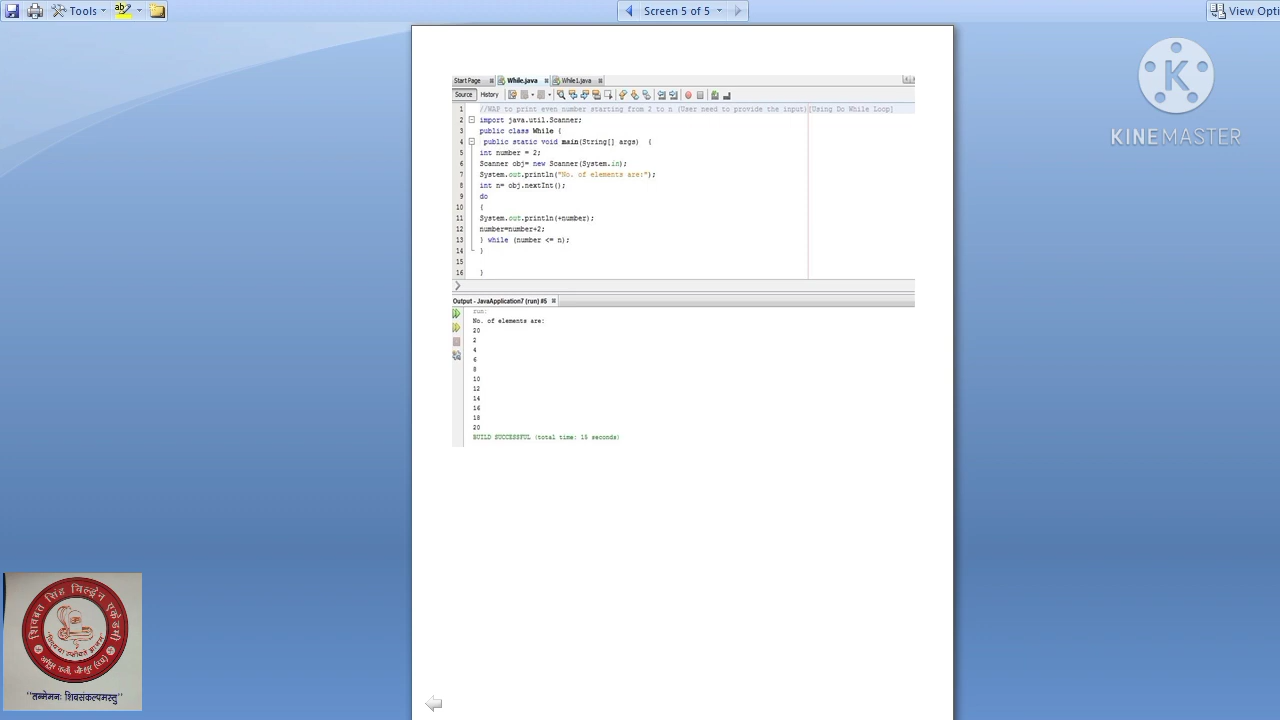 Tools
Screen 5 of 5
View Opti
KINEMASTER
Start Page
While.java
While1.java
Source
History
1 //WAP to print even number starting from 2 to n (User need to provide the input)[Using Do While Loop]
2 import java.util.Scanner;
3 public class While {
4 public static void main(String[] args) {
5 int number = 2;
6 Scanner obj= new Scanner(System.in);
7 System.out.println("No. of elements are:");
8 int n= obj.nextInt();
9 do
10 {
11 System.out.println(+number);
12 number=number+2;
13 } while (number <= n);
14 }
15
16 }
Output - JavaApplication7 (run) #5
run:
No. of elements are:
20
2
4
6
8
10
12
14
16
18
20
BUILD SUCCESSFUL (total time: 15 seconds)
शिवब्रत सिंह चिल्ड्रेन एकेडमी
"तन्मेमनः शिवसंकल्पमस्तु"